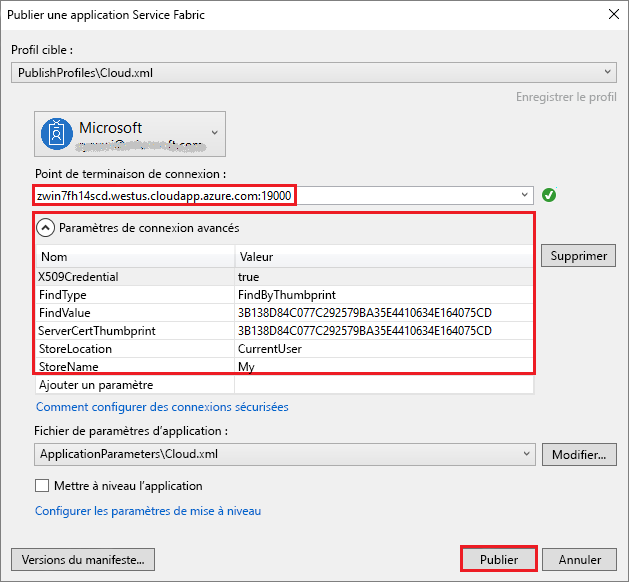 Publier une application Service Fabric
Profil cible :
PublishProfiles\Cloud.xml
Enregistrer le profil
Microsoft
Point de terminaison de connexion :
zwin7fh14scd.westus.cloudapp.azure.com:19000
Paramètres de connexion avancés
Nom Valeur
Supprimer
X509Credential true
FindType FindByThumbprint
FindValue 3B138D84C077C292579BA35E4410634E164075CD
ServerCertThumbprint 3B138D84C077C292579BA35E4410634E164075CD
StoreLocation CurrentUser
StoreName My
Ajouter un paramètre
Comment configurer des connexions sécurisées
Fichier de paramètres d'application :
ApplicationParameters\Cloud.xml Modifier...
Mettre à niveau l'application
Configurer les paramètres de mise à niveau
Versions du manifeste... Publier Annuler